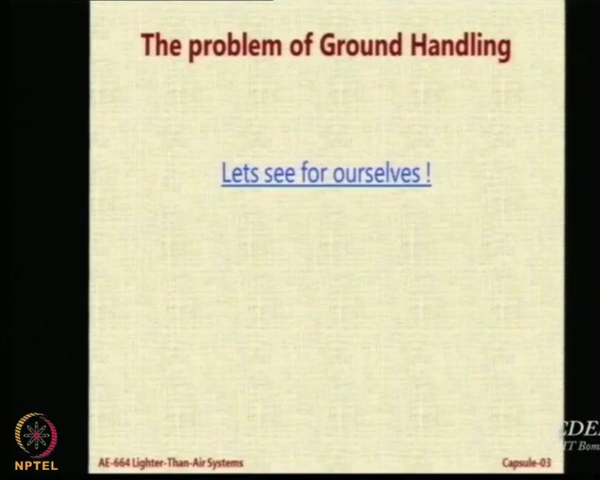 The problem of Ground Handling
Lets see for ourselves !
NPTEL
AE-664 Lighter-Than-Air Systems
Capsule-03